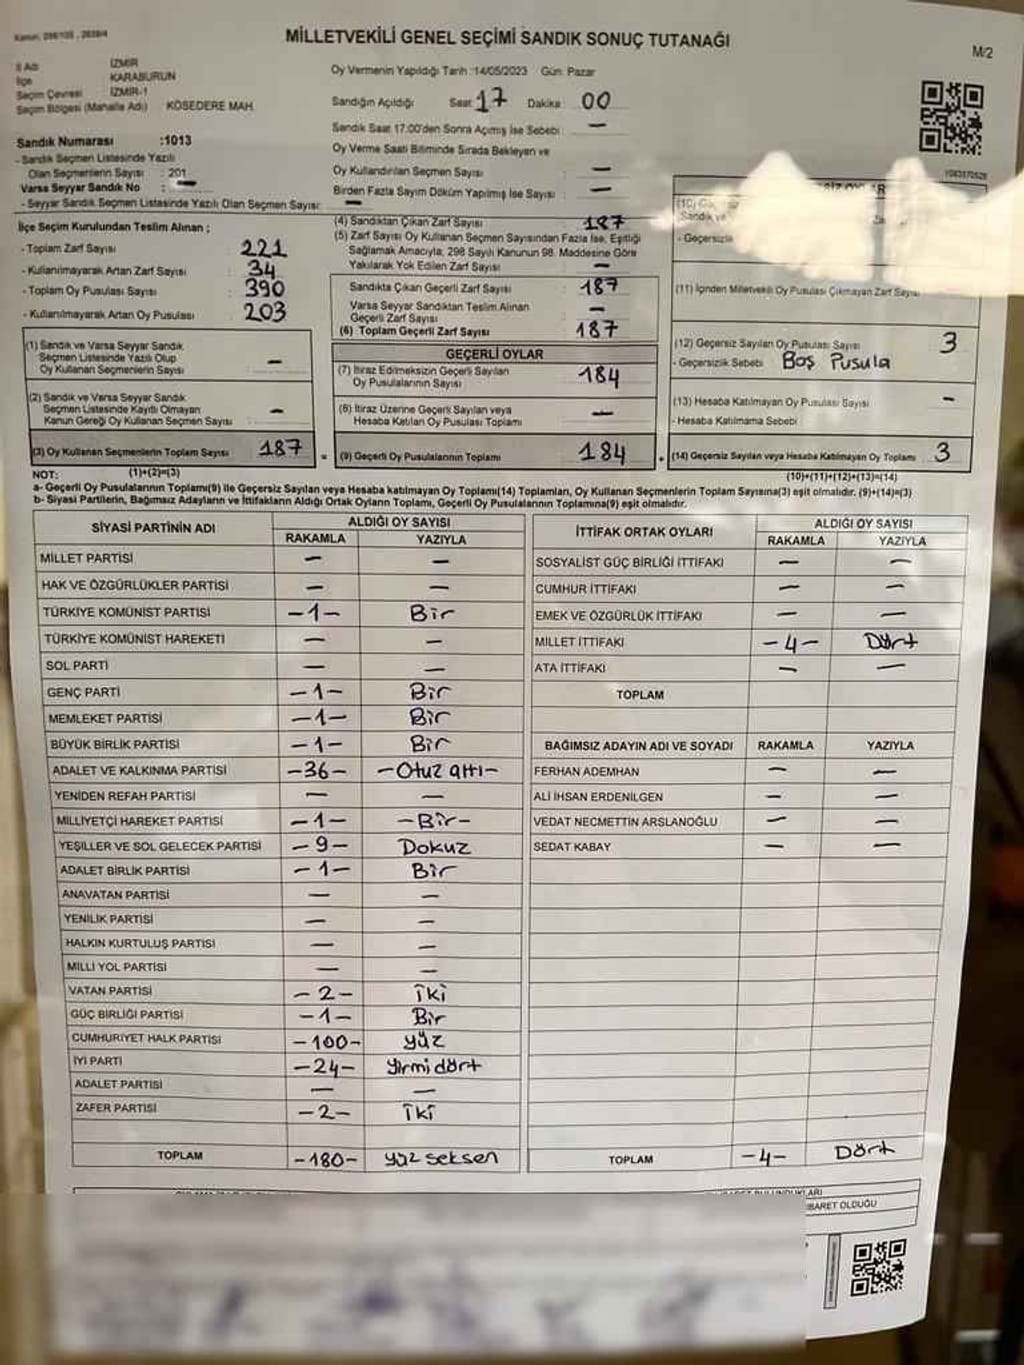 MİLLETVEKİLİ GENEL SEÇİMİ SANDIK SONUÇ TUTANAĞI
M/2
İl Adı İZMİR
İlçe KARABURUN
Seçim Çevresi İZMİR-1
Seçim Bölgesi (Mahalle Adı) KÖSEDERE MAH.
Sandık Numarası :1013
- Sandık Seçmen Listesinde Yazılı
Olan Seçmenlerin Sayısı : 201
Varsa Seyyar Sandık No : —
- Seyyar Sandık Seçmen Listesinde Yazılı Olan Seçmen Sayısı: —
İlçe Seçim Kurulundan Teslim Alınan ;
- Toplam Zarf Sayısı : 221
- Kullanılmayarak Artan Zarf Sayısı : 34
- Toplam Oy Pusulası Sayısı : 390
- Kullanılmayarak Artan Oy Pusulası : 203
(1) Sandık ve Varsa Seyyar Sandık
Seçmen Listesinde Yazılı Olup
Oy Kullanan Seçmenlerin Sayısı : —
(2) Sandık ve Varsa Seyyar Sandık
Seçmen Listesinde Kayıtlı Olmayan
Kanun Gereği Oy Kullanan Seçmen Sayısı : —
(3) Oy Kullanan Seçmenlerin Toplam Sayısı : 187 =
(1)+(2)=(3)
Oy Vermenin Yapıldığı Tarih :14/05/2023 Gün: Pazar
Sandığın Açıldığı Saat: 17 Dakika: 00
Sandık Saat 17:00'den Sonra Açılmış İse Sebebi : —
Oy Verme Saati Bitiminde Sırada Bekleyen ve
Oy Kullandırılan Seçmen Sayısı : —
Birden Fazla Sayım Döküm Yapılmış İse Sayısı : —
(4) Sandıktan Çıkan Zarf Sayısı : 187
(5) Zarf Sayısı Oy Kullanan Seçmen Sayısından Fazla İse, Eşitliği
Sağlamak Amacıyla; 298 Sayılı Kanunun 98. Maddesine Göre
Yakılarak Yok Edilen Zarf Sayısı : —
Sandıkta Çıkan Geçerli Zarf Sayısı : 187
Varsa Seyyar Sandıktan Teslim Alınan
Geçerli Zarf Sayısı : —
(6) Toplam Geçerli Zarf Sayısı : 187
GEÇERLİ OYLAR
(7) İtiraz Edilmeksizin Geçerli Sayılan
Oy Pusulalarının Sayısı : 184
(8) İtiraz Üzerine Geçerli Sayılan veya
Hesaba Katılan Oy Pusulası Toplamı : —
(9) Geçerli Oy Pusulalarının Toplamı : 184 +
1083570528
(10)
Sandık ve
- Geçersizlik
(11) İçinden Milletvekili Oy Pusulası Çıkmayan Zarf Sayısı
(12) Geçersiz Sayılan Oy Pusulası Sayısı 3
- Geçersizlik Sebebi Boş Pusula
(13) Hesaba Katılmayan Oy Pusulası Sayısı —
- Hesaba Katılmama Sebebi
(14) Geçersiz Sayılan veya Hesaba Katılmayan Oy Toplamı 3
(10)+(11)+(12)+(13)=(14)
NOT:
a- Geçerli Oy Pusulalarının Toplamı(9) ile Geçersiz Sayılan veya Hesaba katılmayan Oy Toplamı(14) Toplamları, Oy Kullanan Seçmenlerin Toplam Sayısına(3) eşit olmalıdır. (9)+(14)=(3)
b- Siyasi Partilerin, Bağımsız Adayların ve İttifakların Aldığı Ortak Oyların Toplamı, Geçerli Oy Pusulalarının Toplamına(9) eşit olmalıdır.
SİYASİ PARTİNİN ADI ALDIĞI OY SAYISI
RAKAMLA YAZIYLA
MİLLET PARTİSİ — —
HAK VE ÖZGÜRLÜKLER PARTİSİ — —
TÜRKİYE KOMÜNİST PARTİSİ -1- Bir
TÜRKİYE KOMÜNİST HAREKETİ — —
SOL PARTİ — —
GENÇ PARTİ -1- Bir
MEMLEKET PARTİSİ -1- Bir
BÜYÜK BİRLİK PARTİSİ -1- Bir
ADALET VE KALKINMA PARTİSİ -36- -Otuz altı-
YENİDEN REFAH PARTİSİ — —
MİLLİYETÇİ HAREKET PARTİSİ -1- -Bir-
YEŞİLLER VE SOL GELECEK PARTİSİ -9- Dokuz
ADALET BİRLİK PARTİSİ -1- Bir
ANAVATAN PARTİSİ — —
YENİLİK PARTİSİ — —
HALKIN KURTULUŞ PARTİSİ — —
MİLLİ YOL PARTİSİ — —
VATAN PARTİSİ -2- İki
GÜÇ BİRLİĞİ PARTİSİ -1- Bir
CUMHURİYET HALK PARTİSİ -100- yüz
İYİ PARTİ -24- yirmi dört
ADALET PARTİSİ — —
ZAFER PARTİSİ -2- İki
TOPLAM -180- yüz seksen
İTTİFAK ORTAK OYLARI ALDIĞI OY SAYISI
RAKAMLA YAZIYLA
SOSYALİST GÜÇ BİRLİĞİ İTTİFAKI — —
CUMHUR İTTİFAKI — —
EMEK VE ÖZGÜRLÜK İTTİFAKI — —
MİLLET İTTİFAKI -4- Dört
ATA İTTİFAKI — —
TOPLAM
BAĞIMSIZ ADAYIN ADI VE SOYADI RAKAMLA YAZIYLA
FERHAN ADEMHAN — —
ALİ İHSAN ERDENİLGEN — —
VEDAT NECMETTİN ARSLANOĞLU — —
SEDAT KABAY — —
TOPLAM -4- Dört
İBARET OLDUĞU